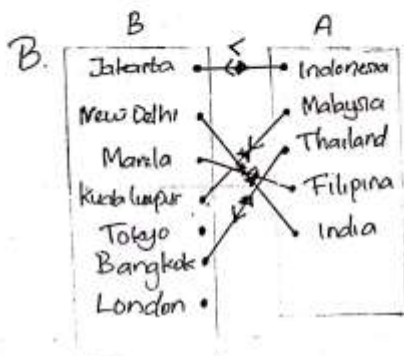 B.
B
<
A
Jakarta
New Delhi
Manila
Kuala lumpur
Tokyo
Bangkok
London
Indonesia
Malaysia
Thailand
Filipina
India